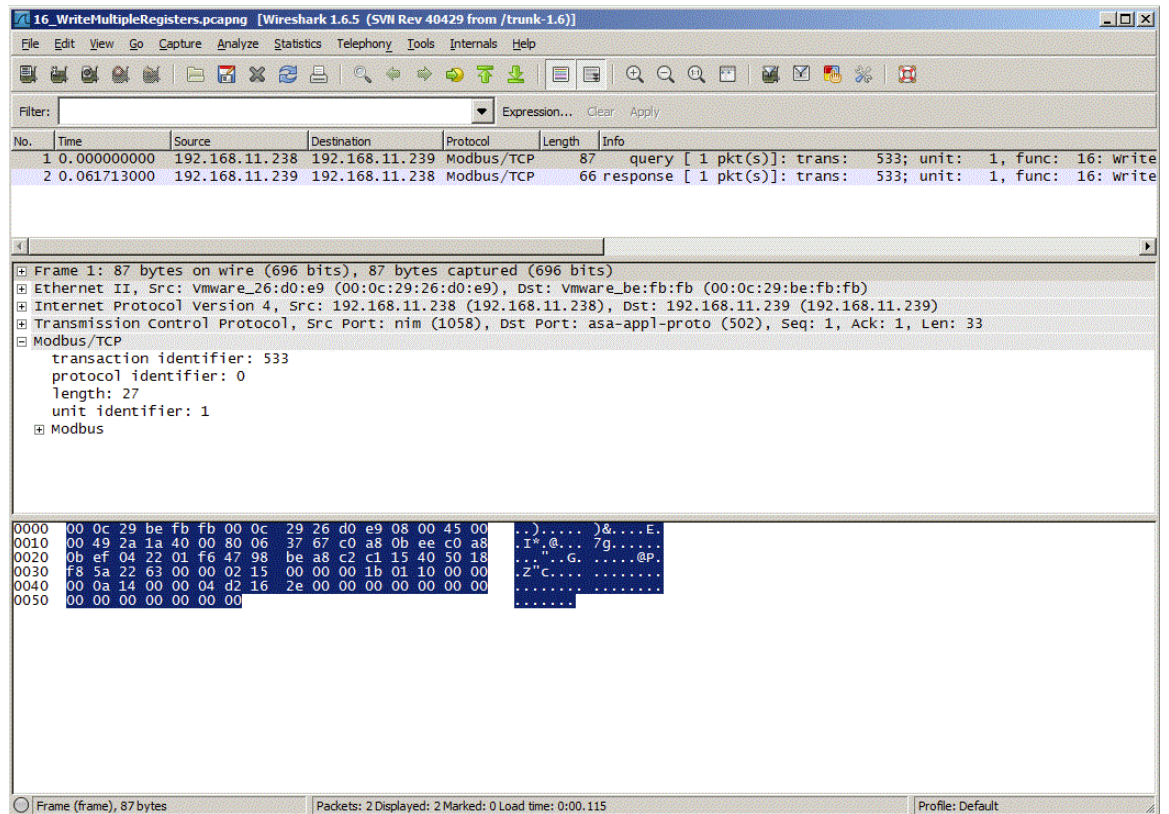 16_WriteMultipleRegisters.pcapng [Wireshark 1.6.5 (SVN Rev 40429 from /trunk-1.6)]
File Edit View Go Capture Analyze Statistics Telephony Tools Internals Help
Filter: Expression... Clear Apply
No. Time Source Destination Protocol Length Info
1 0.000000000 192.168.11.238 192.168.11.239 Modbus/TCP 87 query [ 1 pkt(s)]: trans: 533; unit: 1, func: 16: Write
2 0.061713000 192.168.11.239 192.168.11.238 Modbus/TCP 66 response [ 1 pkt(s)]: trans: 533; unit: 1, func: 16: Write
Frame 1: 87 bytes on wire (696 bits), 87 bytes captured (696 bits)
Ethernet II, Src: Vmware_26:d0:e9 (00:0c:29:26:d0:e9), Dst: Vmware_be:fb:fb (00:0c:29:be:fb:fb)
Internet Protocol Version 4, Src: 192.168.11.238 (192.168.11.238), Dst: 192.168.11.239 (192.168.11.239)
Transmission Control Protocol, Src Port: nim (1058), Dst Port: asa-appl-proto (502), Seq: 1, Ack: 1, Len: 33
Modbus/TCP
transaction identifier: 533
protocol identifier: 0
length: 27
unit identifier: 1
Modbus
0000 00 0c 29 be fb fb 00 0c 29 26 d0 e9 08 00 45 00 ..)..... )&....E.
0010 00 49 2a 1a 40 00 80 06 37 67 c0 a8 0b ee c0 a8 .I*.@... 7g......
0020 0b ef 04 22 01 f6 47 98 be a8 c2 c1 15 40 50 18 ..."..G. .....@P.
0030 f8 5a 22 63 00 00 02 15 00 00 00 1b 01 10 00 00 .Z"c.... ........
0040 00 0a 14 00 00 04 d2 16 2e 00 00 00 00 00 00 00 ........ ........
0050 00 00 00 00 00 00 00 .......
Frame (frame), 87 bytes Packets: 2 Displayed: 2 Marked: 0 Load time: 0:00.115 Profile: Default